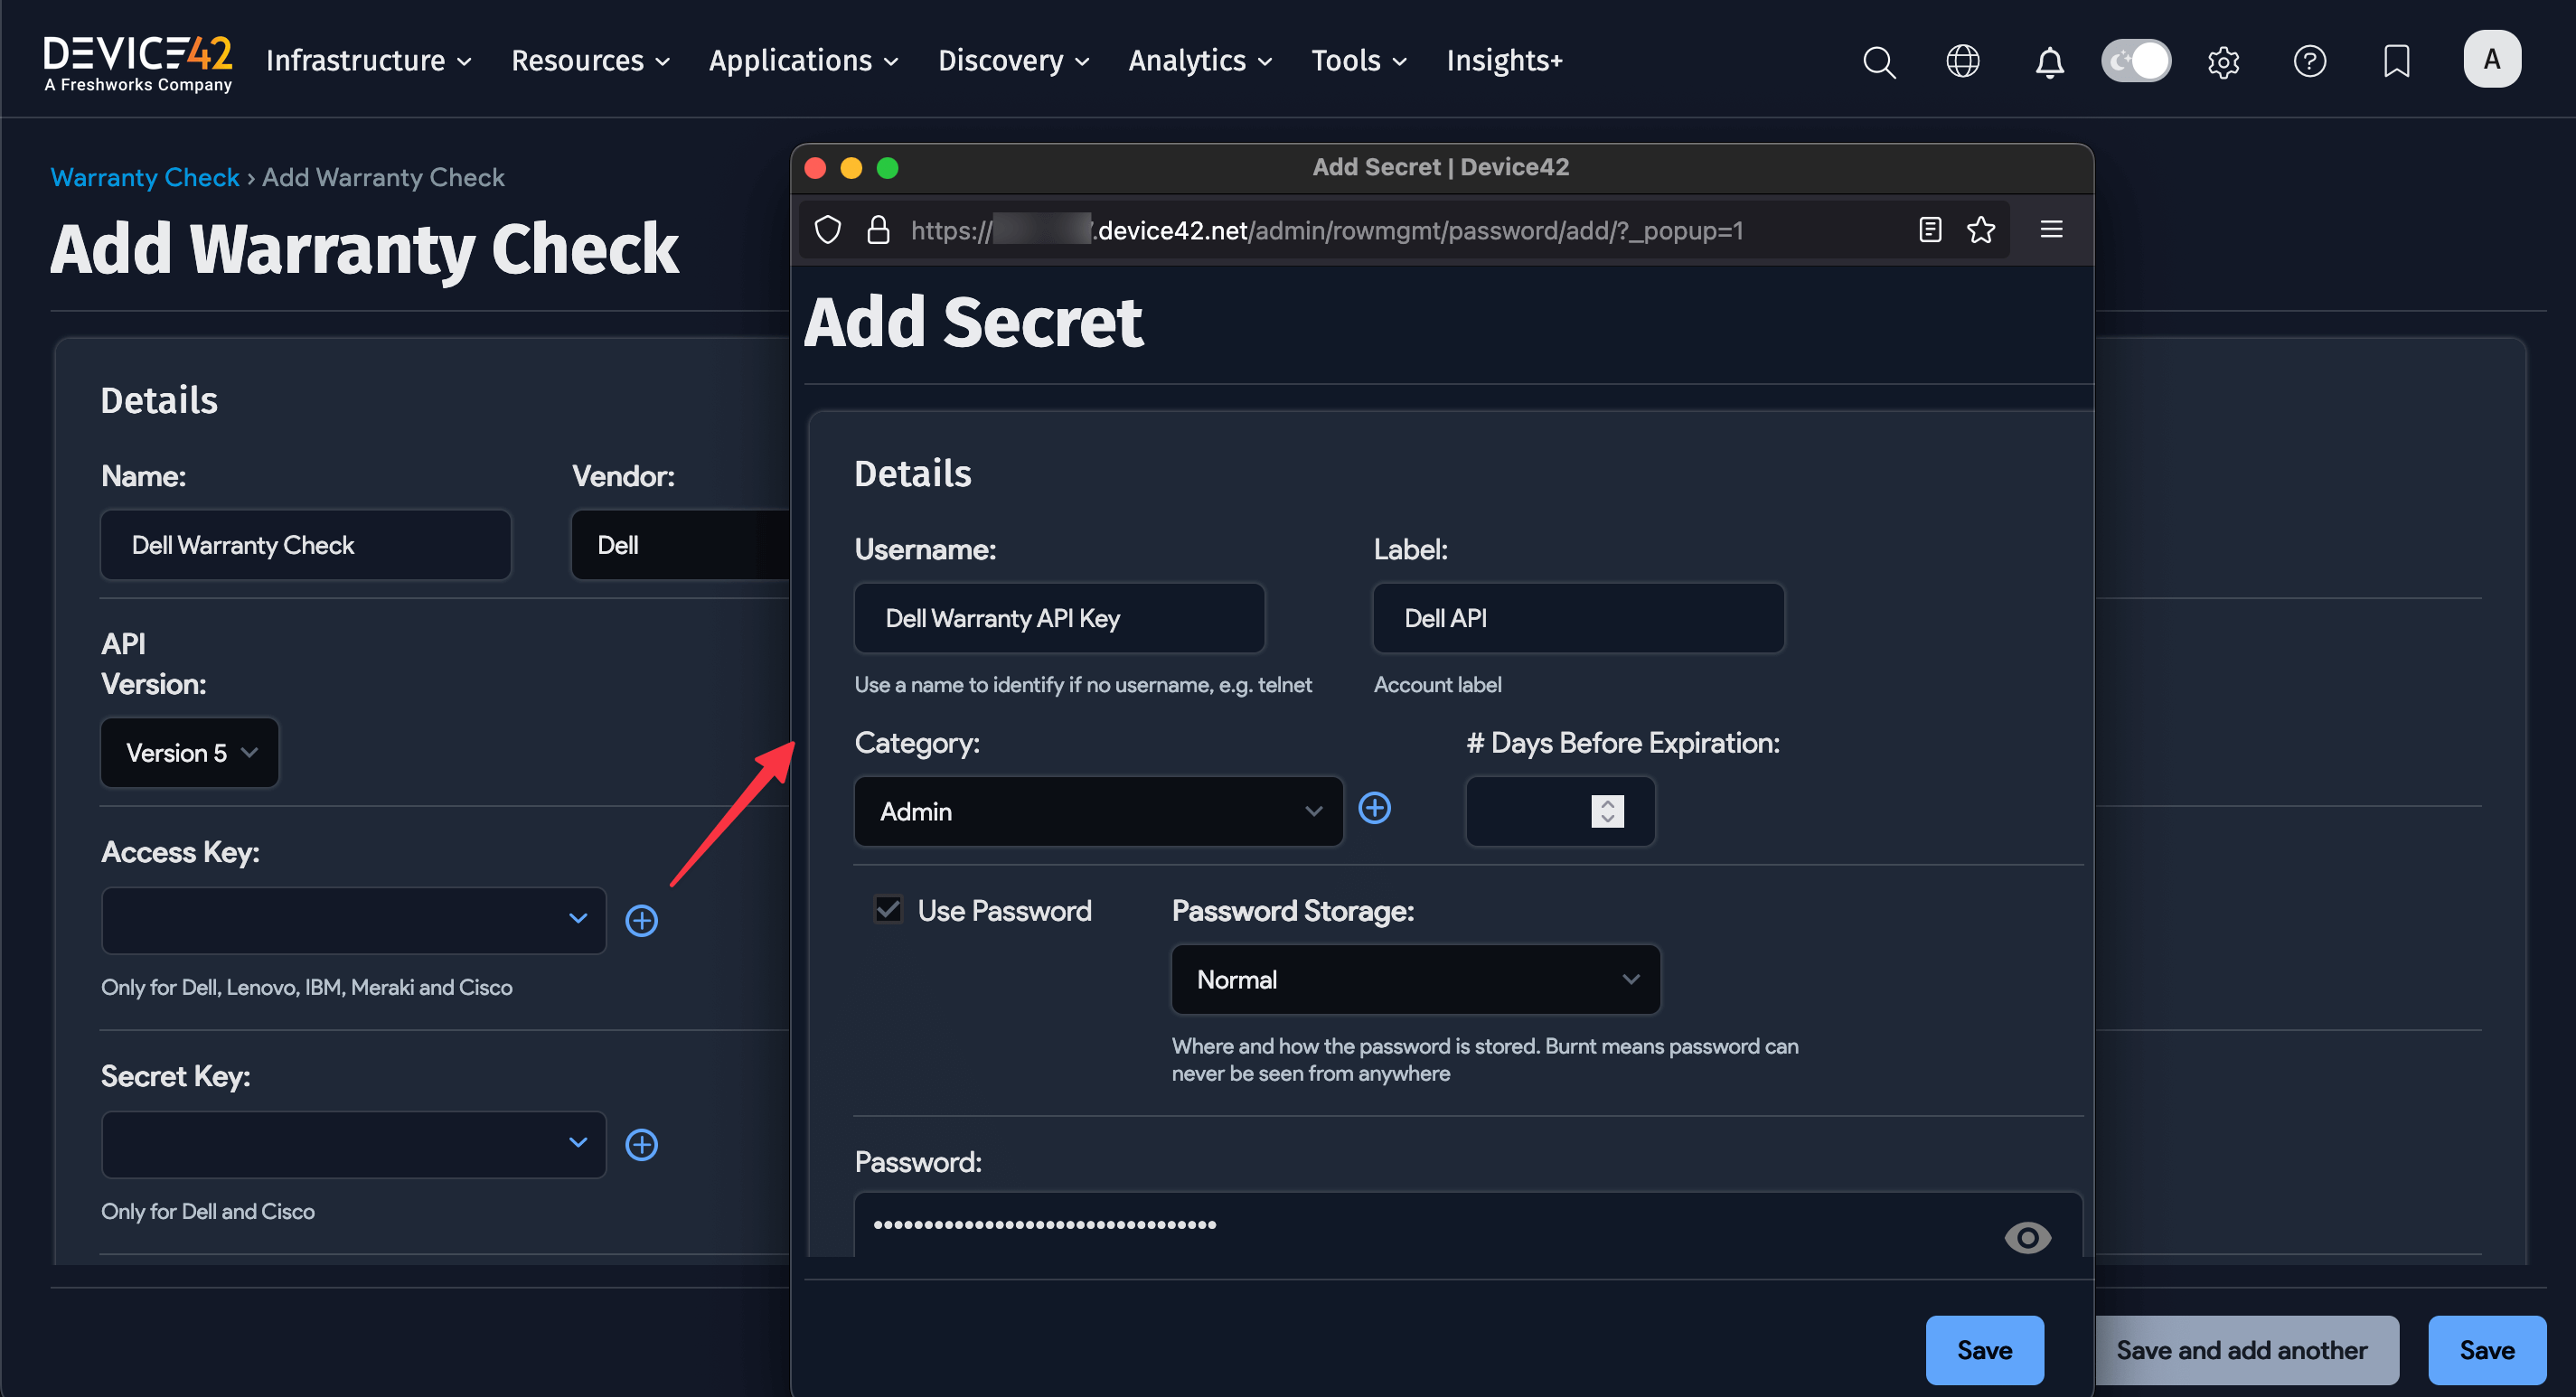 DEVICE42
A Freshworks Company
Infrastructure Resources Applications Discovery Analytics Tools Insights+
A
Warranty Check › Add Warranty Check
Add Warranty Check
Details
Name:
Vendor:
Dell Warranty Check
Dell
API
Version:
Version 5
Access Key:
Only for Dell, Lenovo, IBM, Meraki and Cisco
Secret Key:
Only for Dell and Cisco
Add Secret | Device42
https:// .device42.net/admin/rowmgmt/password/add/?_popup=1
Add Secret
Details
Username:
Label:
Dell Warranty API Key
Dell API
Use a name to identify if no username, e.g. telnet
Account label
Category:
# Days Before Expiration:
Admin
Use Password
Password Storage:
Normal
Where and how the password is stored. Burnt means password can
never be seen from anywhere
Password:
••••••••••••••••••••••••••••••••••
Save
Save and add another
Save